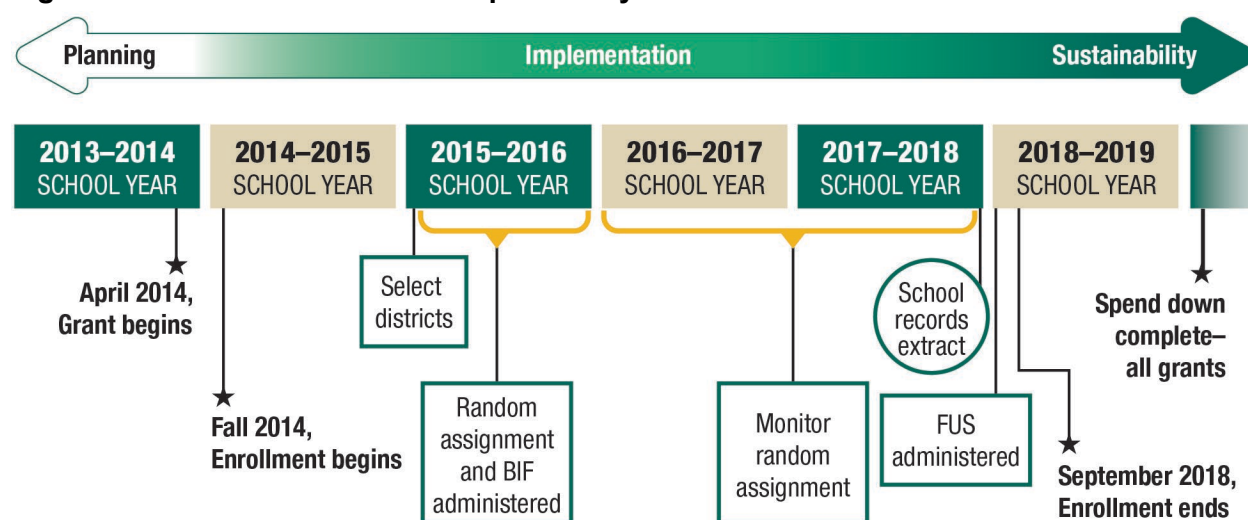 Planning
Implementation
Sustainability
2013–2014
SCHOOL YEAR
2014–2015
SCHOOL YEAR
2015–2016
SCHOOL YEAR
2016–2017
SCHOOL YEAR
2017–2018
SCHOOL YEAR
2018–2019
SCHOOL YEAR
April 2014,
Grant begins
Fall 2014,
Enrollment begins
Select
districts
Random
assignment
and BIF
administered
Monitor
random
assignment
School
records
extract
FUS
administered
September 2018,
Enrollment ends
Spend down
complete–
all grants